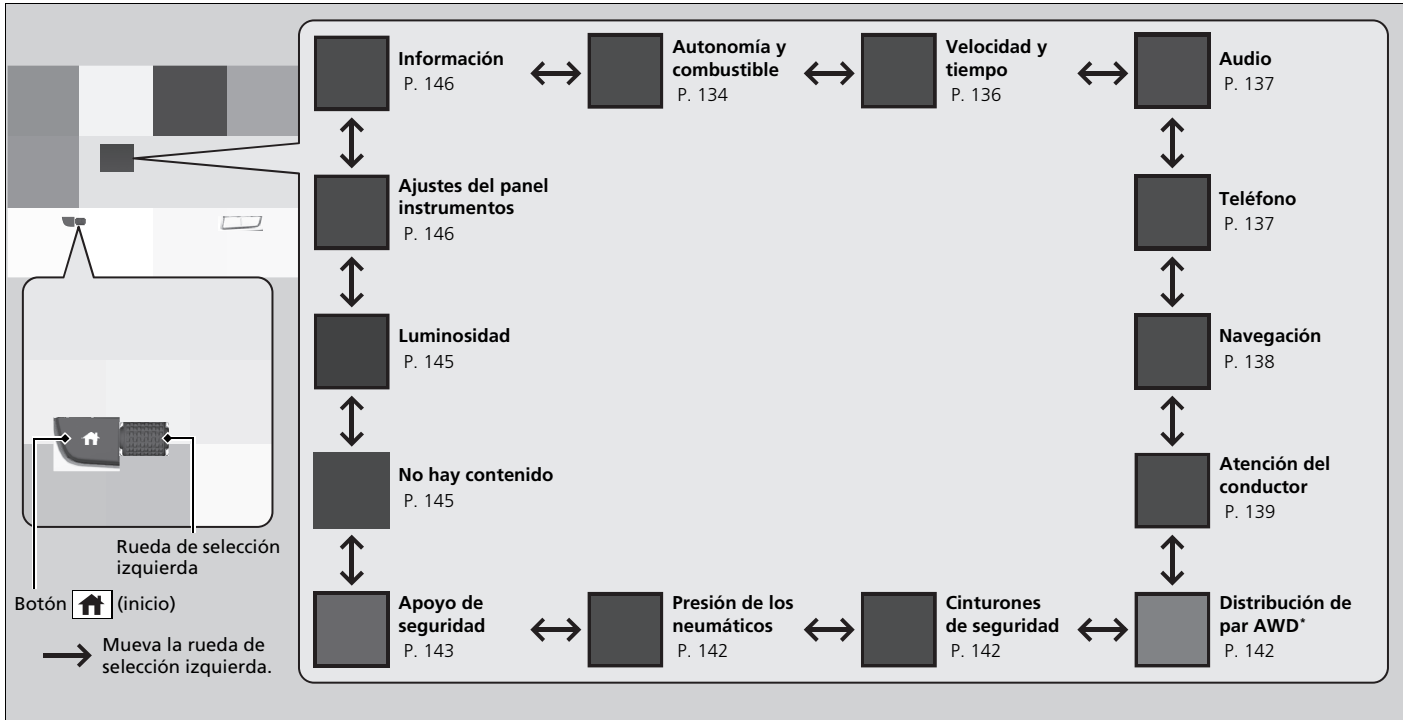 Información
P. 146
Autonomía y
combustible
P. 134
Velocidad y
tiempo
P. 136
Audio
P. 137
Ajustes del panel
instrumentos
P. 146
Teléfono
P. 137
Luminosidad
P. 145
Navegación
P. 138
No hay contenido
P. 145
Atención del
conductor
P. 139
Apoyo de
seguridad
P. 143
Presión de los
neumáticos
P. 142
Cinturones
de seguridad
P. 142
Distribución de
par AWD*
P. 142
Rueda de selección
izquierda
Botón (inicio)
Mueva la rueda de
selección izquierda.